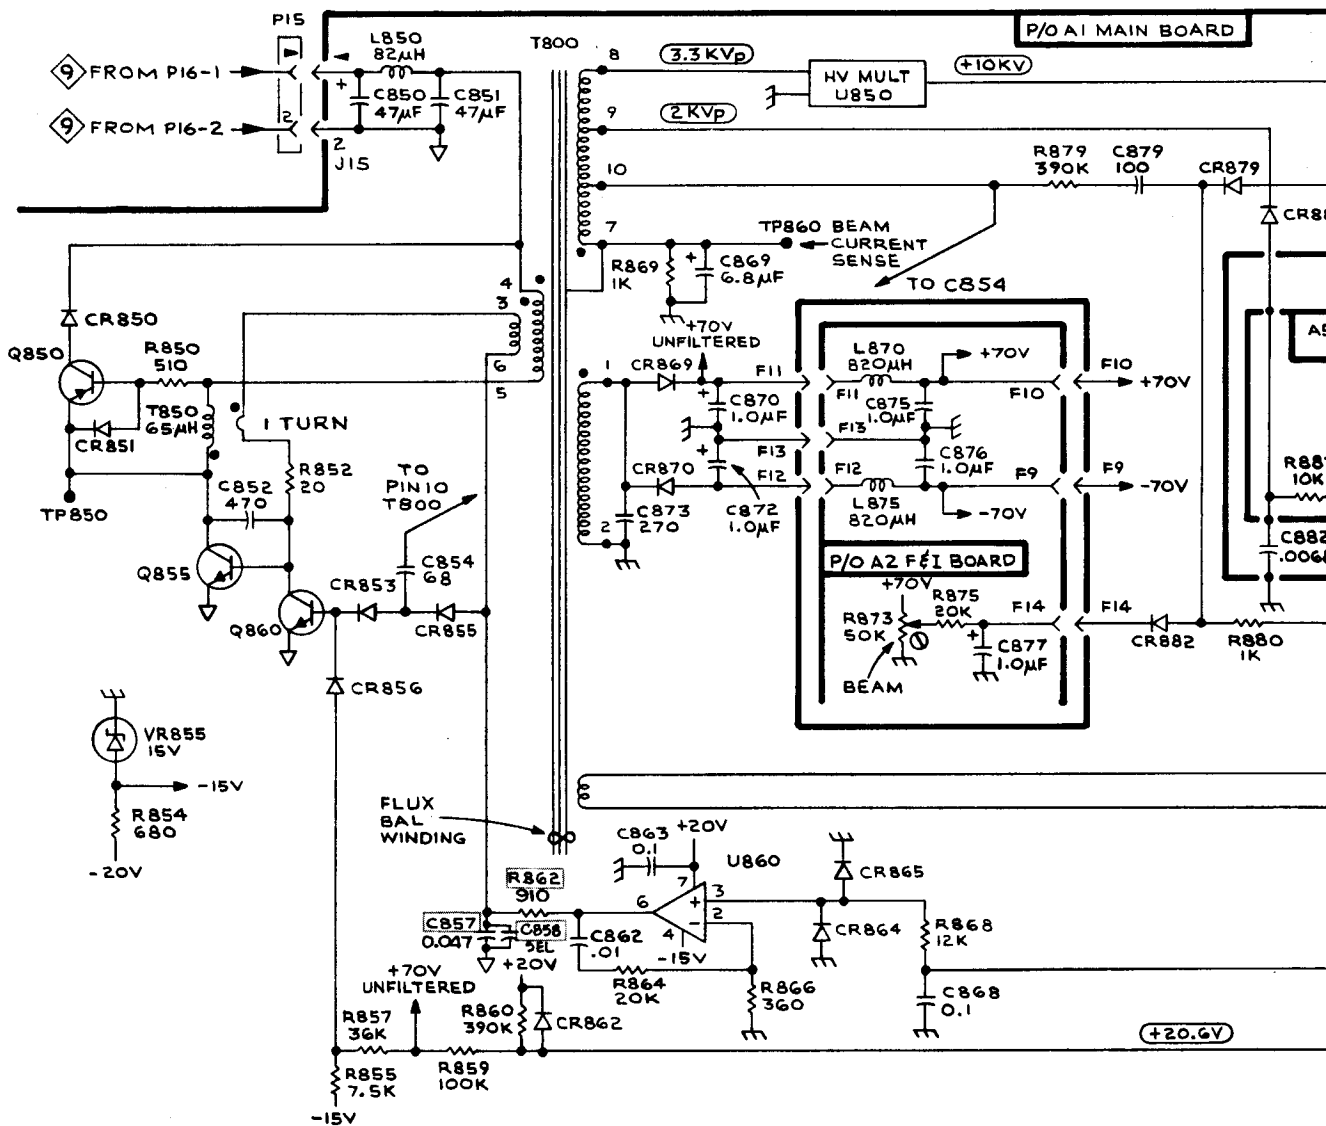 P15
P/O A1 MAIN BOARD
9 FROM P16-1
L850
82µH
+
C850
47µF
C851
47µF
9 FROM P16-2
2
2
J15
T800
8
3.3 KVp
HV MULT
U850
+10KV
9
2 KVp
10
R879
390K
C879
100
CR879
7
TP860 BEAM
CURRENT
SENSE
R869
1K
+
C869
6.8µF
TO C854
4
3
6
5
CR850
Q850
R850
510
T850
65µH
CR851
1 TURN
TP850
C852
470
R852
20
TO
PIN 10
T800
Q855
Q860
CR853
C854
68
CR855
CR856
+70V
UNFILTERED
1
CR869
F11
F11
L870
820µH
+70V
F10
F10
+70V
+
C870
1.0µF
C875
1.0µF
F13
F13
CR870
+
F12
F12
C876
1.0µF
F9
F9
-70V
C873
270
C872
1.0µF
L875
820µH
-70V
2
P/O A2 F&I BOARD
+70V
R873
50K
R875
20K
F14
F14
+
C877
1.0µF
BEAM
CR882
R880
1K
A5
10K
C882
VR855
15V
-15V
R854
680
-20V
FLUX
BAL
WINDING
C863
0.1
+20V
U860
7
6
3
+
2
-
4
-15V
R862
910
C857
0.047
C858
SEL
C862
.01
R864
20K
R866
360
CR865
CR864
R868
12K
C868
0.1
+20V
R860
390K
CR862
+70V
UNFILTERED
R857
36K
R859
100K
R855
7.5K
-15V
+20.6V